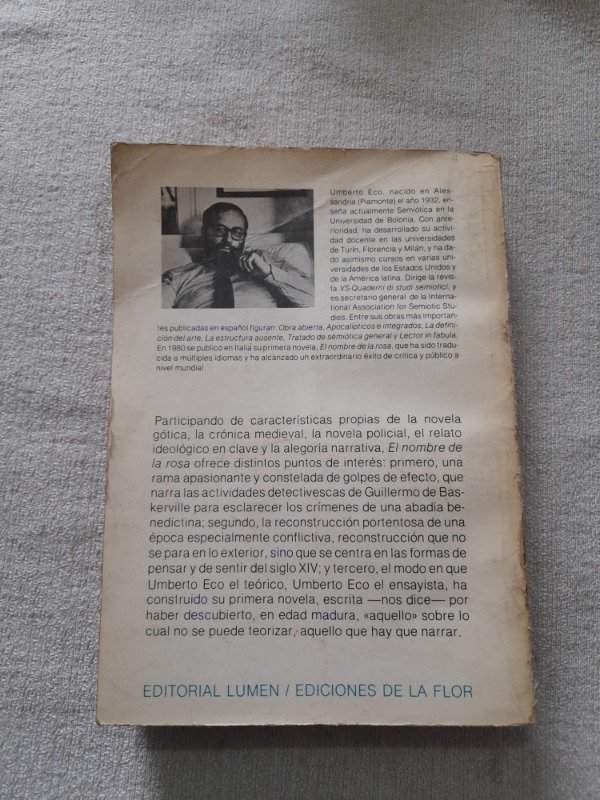 Umberto Eco, nacido en Ales-
sandria (Piamonte) el año 1932, en-
seña actualmente Semiótica en la
Universidad de Bolonia. Con ante-
rioridad, ha desarrollado su activi-
dad docente en las universidades
de Turín, Florencia y Milán, y ha da-
do asimismo cursos en varias uni-
versidades de los Estados Unidos y
de la América latina. Dirige la revis-
ta VS-Quaderni di studi semiotici, y
es secretario general de la Interna-
tional Association for Semiotic Stu-
dies. Entre sus obras más importan-
tes publicadas en español figuran: Obra abierta, Apocalípticos e integrados, La defini-
ción del arte, La estructura ausente, Tratado de semiótica general y Lector in fabula.
En 1980 se publicó en Italia su primera novela, El nombre de la rosa, que ha sido tradu-
cida a múltiples idiomas y ha alcanzado un extraordinario éxito de crítica y público a
nivel mundial.
Participando de características propias de la novela
gótica, la crónica medieval, la novela policial, el relato
ideológico en clave y la alegoría narrativa, El nombre de
la rosa ofrece distintos puntos de interés: primero, una
rama apasionante y constelada de golpes de efecto, que
narra las actividades detectivescas de Guillermo de Bas-
kerville para esclarecer los crímenes de una abadía be-
nedictina; segundo, la reconstrucción portentosa de una
época especialmente conflictiva, reconstrucción que no
se para en lo exterior, sino que se centra en las formas de
pensar y de sentir del siglo XIV; y tercero, el modo en que
Umberto Eco el teórico, Umberto Eco el ensayista, ha
construido su primera novela, escrita —nos dice— por
haber descubierto, en edad madura, «aquello» sobre lo
cual no se puede teorizar, aquello que hay que narrar.
EDITORIAL LUMEN / EDICIONES DE LA FLOR